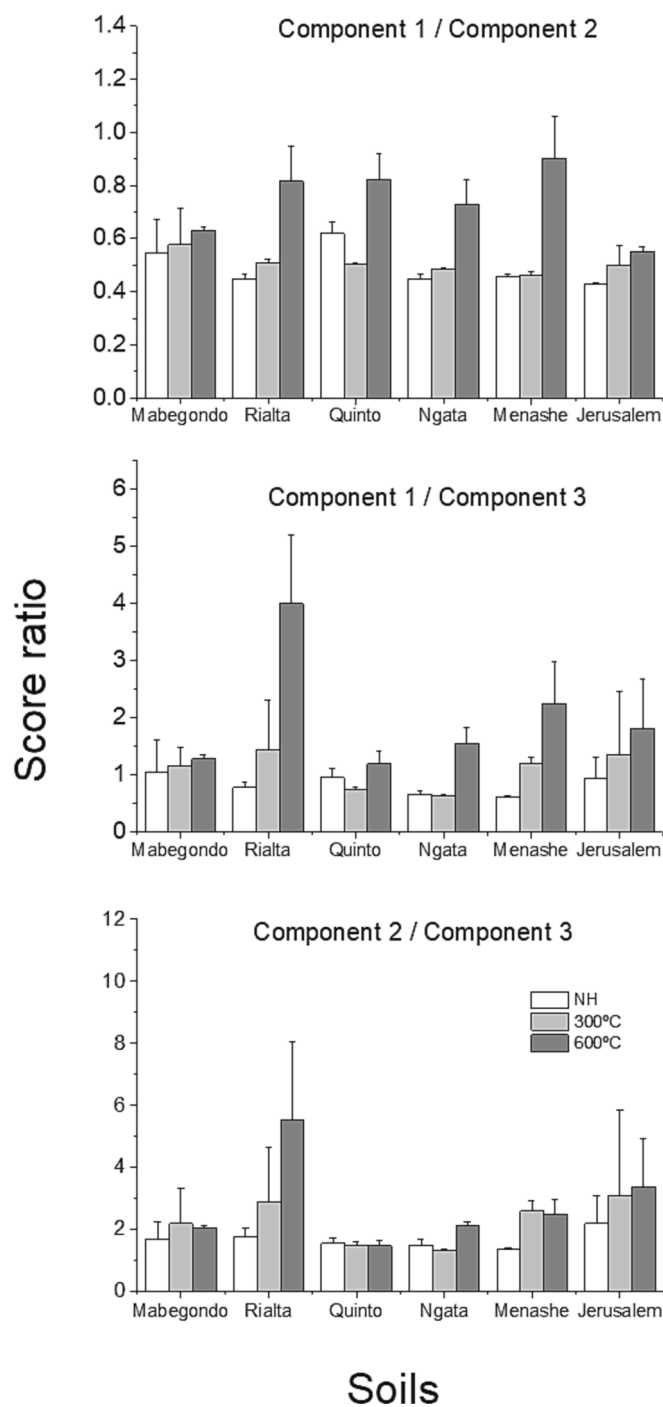 Component 1 / Component 2
1.4
1.2
1.0
0.8
0.6
0.4
0.2
0.0
Mabegondo Rialta Quinto Ngata Menashe Jerusalem
Score ratio
Component 1 / Component 3
6
5
4
3
2
1
0
Mabegondo Rialta Quinto Ngata Menashe Jerusalem
Component 2 / Component 3
12
10
8
6
4
2
0
NH
300ºC
600ºC
Mabegondo Rialta Quinto Ngata Menashe Jerusalem
Soils